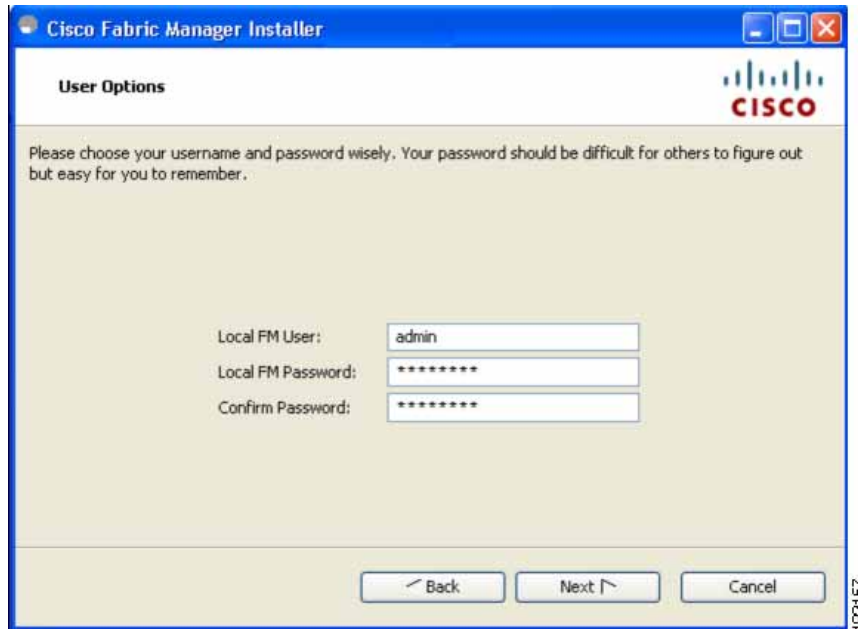 Cisco Fabric Manager Installer
User Options
CISCO
Please choose your username and password wisely. Your password should be difficult for others to figure out
but easy for you to remember.
Local FM User: admin
Local FM Password: ********
Confirm Password: ********
Back Next Cancel